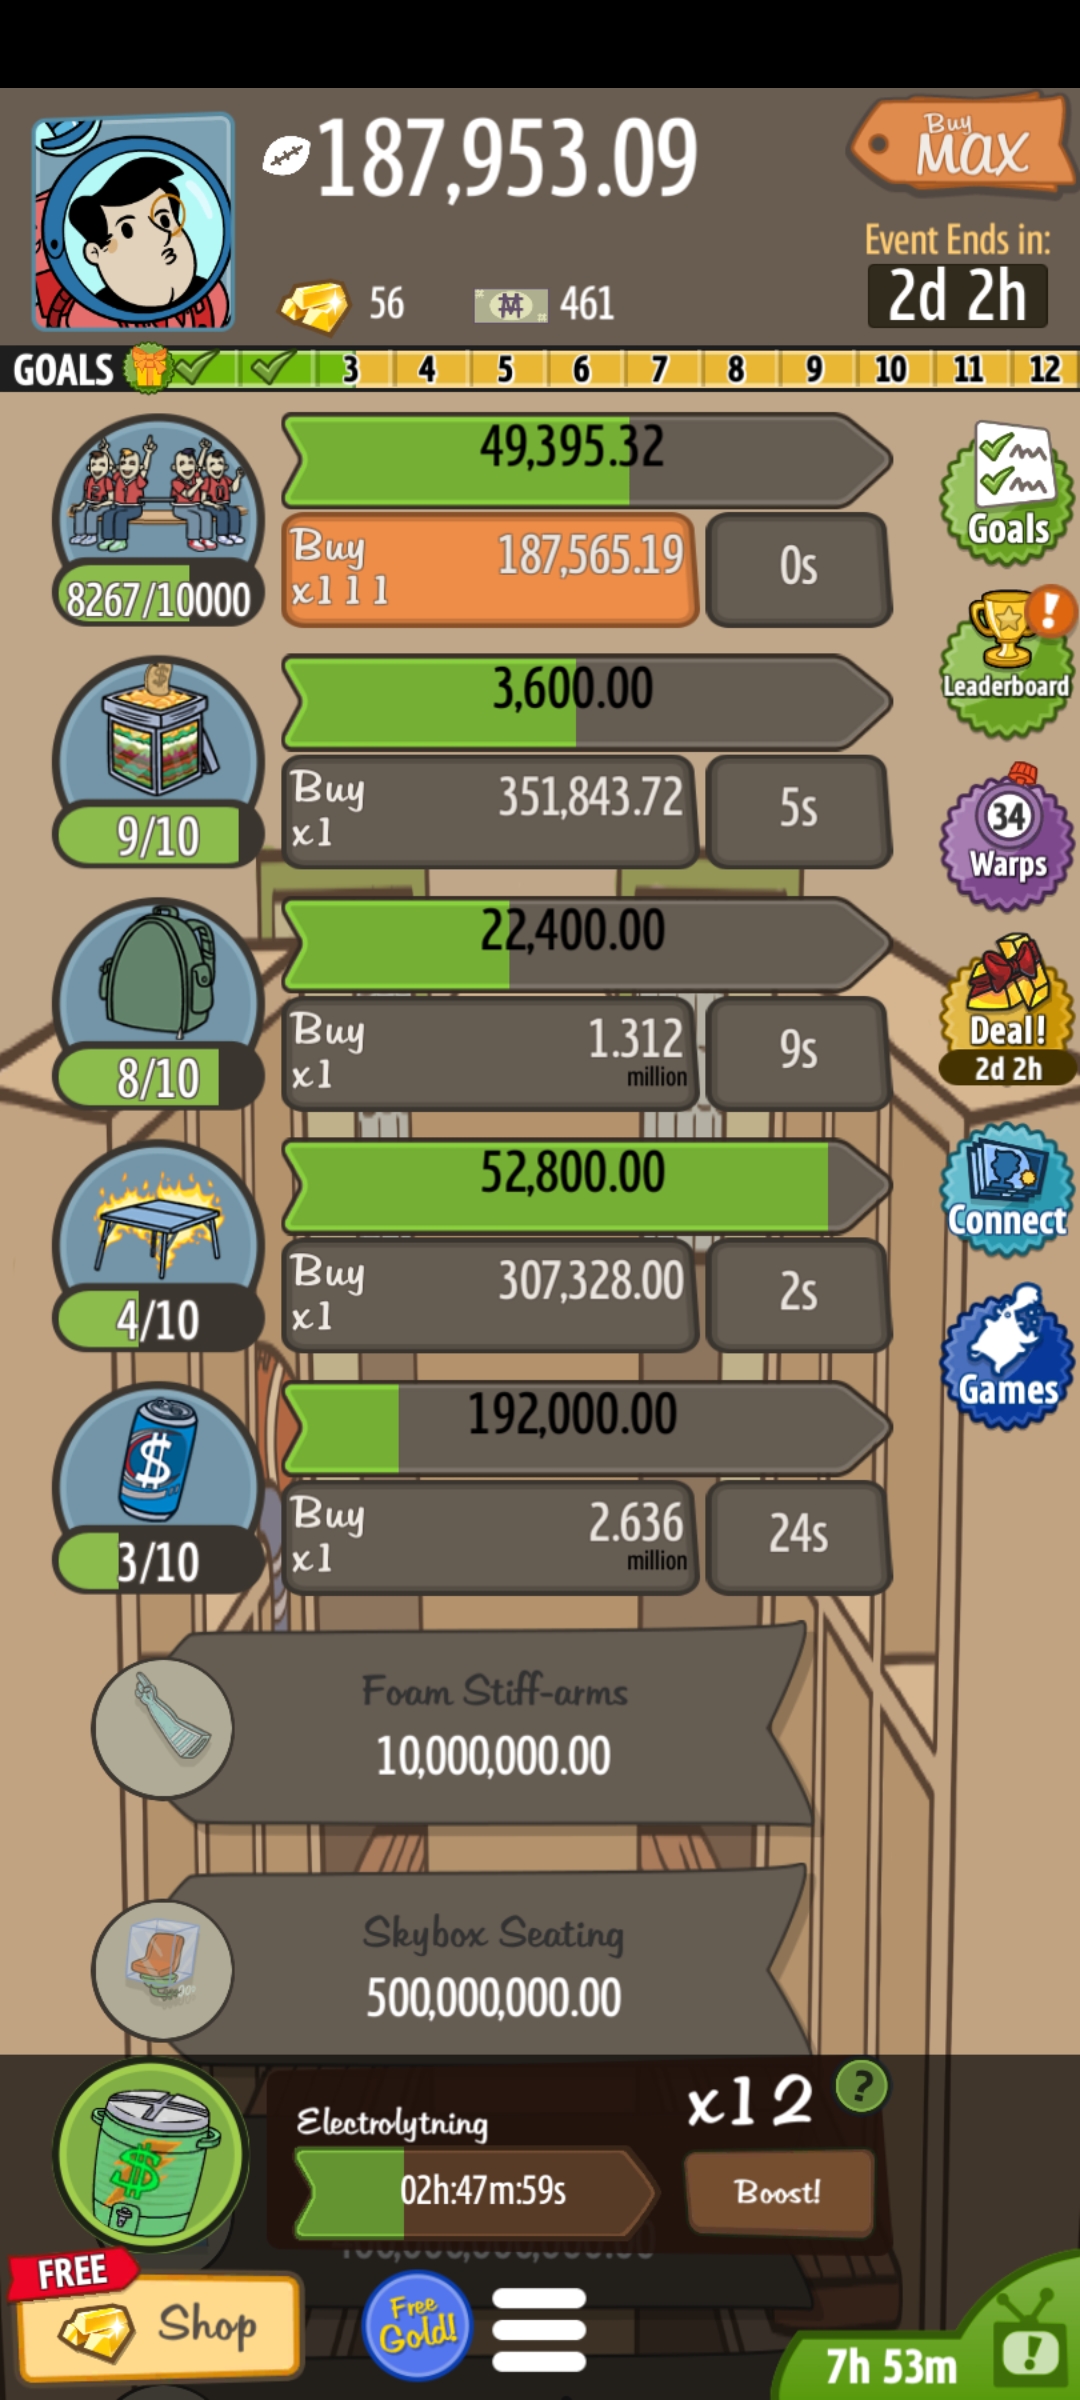 187,953.09
Buy
MAX
Event Ends in:
2d 2h
56
461
GOALS 3 4 5 6 7 8 9 10 11 12
49,395.32
Buy
x111
187,565.19
0s
8267/10000
Goals
3,600.00
Buy
x1
351,843.72
5s
9/10
!
Leaderboard
34
Warps
22,400.00
Buy
x1
1.312
million
9s
8/10
Deal!
2d 2h
52,800.00
Buy
x1
307,328.00
2s
4/10
Connect
192,000.00
Buy
x1
2.636
million
24s
3/10
Games
Foam Stiff-arms
10,000,000.00
Skybox Seating
500,000,000.00
Electrolytning
02h:47m:59s
x12
?
Boost!
FREE
Shop
Free
Gold!
7h 53m
!